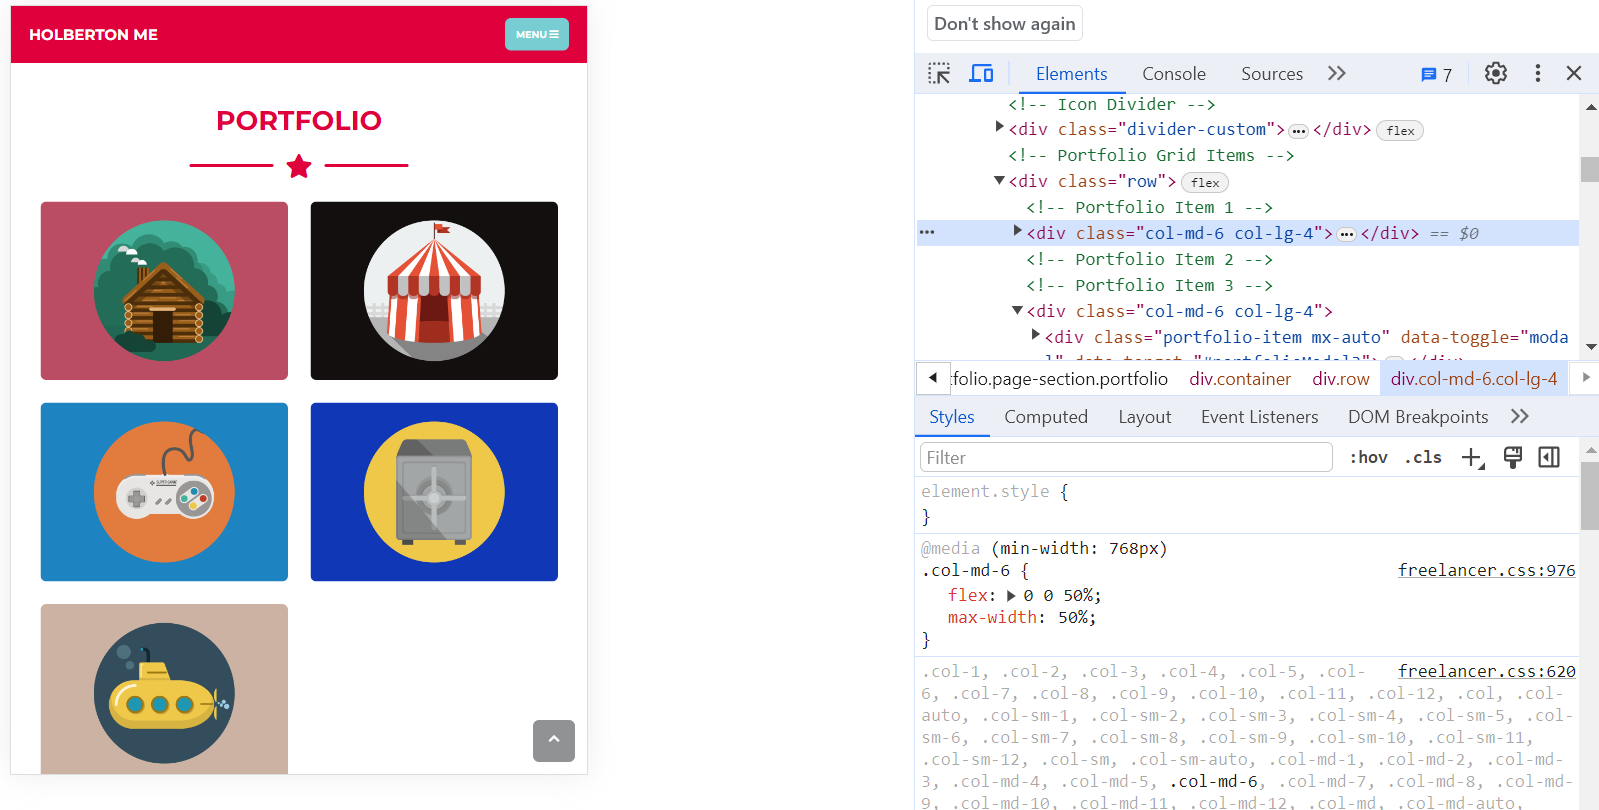 HOLBERTON ME
MENU
PORTFOLIO
Don't show again
Elements Console Sources 7
<!-- Icon Divider -->
<div class="divider-custom">…</div> flex
<!-- Portfolio Grid Items -->
<div class="row"> flex
<!-- Portfolio Item 1 -->
<div class="col-md-6 col-lg-4">…</div> == $0
<!-- Portfolio Item 2 -->
<!-- Portfolio Item 3 -->
<div class="col-md-6 col-lg-4">
<div class="portfolio-item mx-auto" data-toggle="moda
l" data-target="#portfolioModal3">…</div>
tfolio.page-section.portfolio div.container div.row div.col-md-6.col-lg-4
Styles Computed Layout Event Listeners DOM Breakpoints
Filter :hov .cls
element.style {
}
@media (min-width: 768px)
.col-md-6 { freelancer.css:976
flex: 0 0 50%;
max-width: 50%;
}
.col-1, .col-2, .col-3, .col-4, .col-5, .col- freelancer.css:620
6, .col-7, .col-8, .col-9, .col-10, .col-11, .col-12, .col, .col-
auto, .col-sm-1, .col-sm-2, .col-sm-3, .col-sm-4, .col-sm-5, .col-
sm-6, .col-sm-7, .col-sm-8, .col-sm-9, .col-sm-10, .col-sm-11,
.col-sm-12, .col-sm, .col-sm-auto, .col-md-1, .col-md-2, .col-md-
3, .col-md-4, .col-md-5, .col-md-6, .col-md-7, .col-md-8, .col-md-
9, .col-md-10, .col-md-11, .col-md-12, .col-md, .col-md-auto,